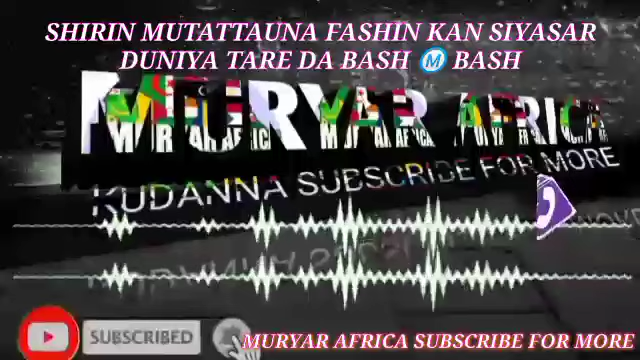 SHIRIN MUTATTAUNA FASHIN KAN SIYASAR
DUNIYA TARE DA BASH M BASH
MURYAR AFRICA
KUDANNA SUBSCRIBE FOR MORE
SUBSCRIBED
MURYAR AFRICA SUBSCRIBE FOR MORE